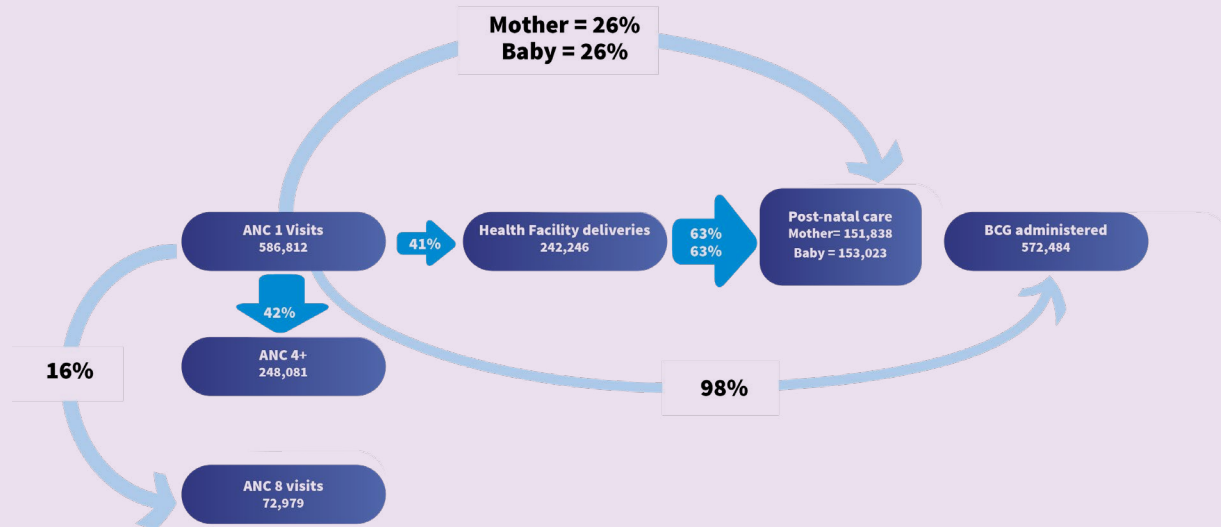 Mother = 26%
Baby = 26%
ANC 1 Visits
586,812
41%
Health Facility deliveries
242,246
63%
63%
Post-natal care
Mother= 151,838
Baby = 153,023
BCG administered
572,484
42%
ANC 4+
248,081
16%
98%
ANC 8 visits
72,979